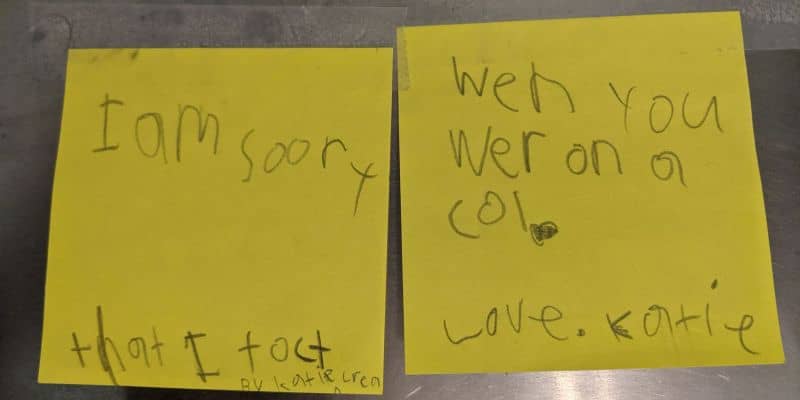 I am soory
that I toct
By Katie
wen you
wer on a
col.
Love. Katie